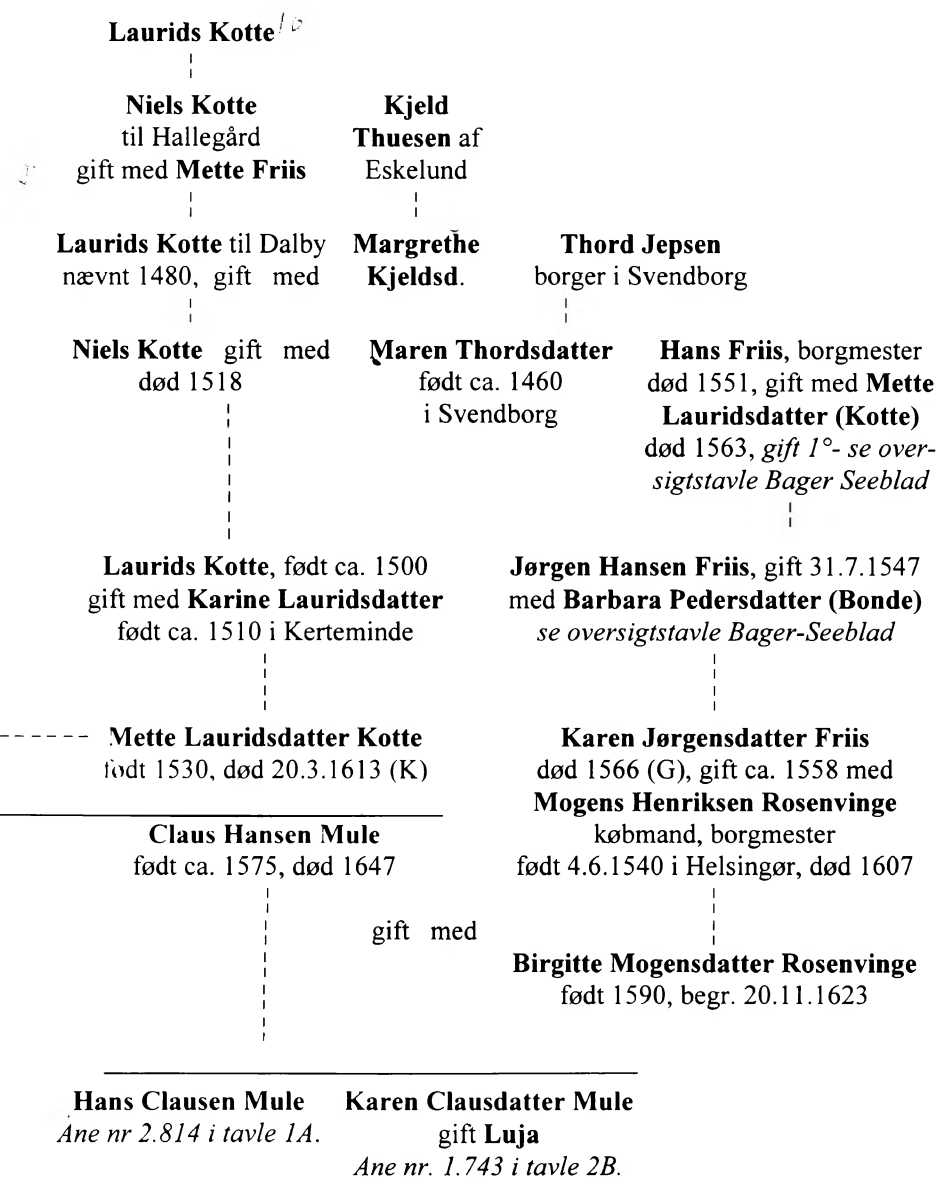 Laurids Kotte
Niels Kotte
til Hallegård
gift med Mette Friis
Kjeld
Thuesen af
Eskelund
Laurids Kotte til Dalby
nævnt 1480, gift med
Margrethe
Kjeldsd.
Thord Jepsen
borger i Svendborg
Niels Kotte gift med
død 1518
Maren Thordsdatter
født ca. 1460
i Svendborg
Hans Friis, borgmester
død 1551, gift med Mette
Lauridsdatter (Kotte)
død 1563, gift 1°- se over-
sigtstavle Bager Seeblad
Laurids Kotte, født ca. 1500
gift med Karine Lauridsdatter
født ca. 1510 i Kerteminde
Jørgen Hansen Friis, gift 31.7.1547
med Barbara Pedersdatter (Bonde)
se oversigtstavle Bager-Seeblad
Mette Lauridsdatter Kotte
født 1530, død 20.3.1613 (K)
Karen Jørgensdatter Friis
død 1566 (G), gift ca. 1558 med
Mogens Henriksen Rosenvinge
købmand, borgmester
født 4.6.1540 i Helsingør, død 1607
Claus Hansen Mule
født ca. 1575, død 1647
gift med
Birgitte Mogensdatter Rosenvinge
født 1590, begr. 20.11.1623
Hans Clausen Mule
Ane nr 2.814 i tavle 1A.
Karen Clausdatter Mule
gift Luja
Ane nr. 1.743 i tavle 2B.